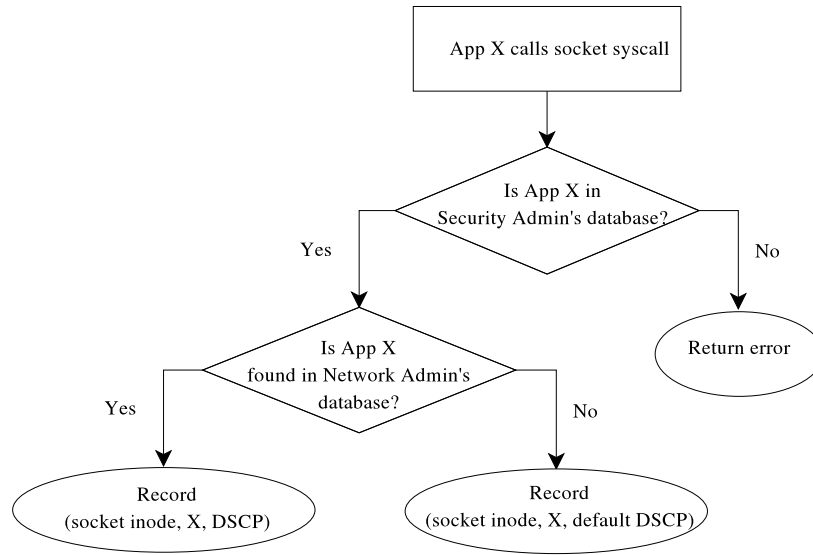 App X calls socket syscall
Is App X in
Security Admin's database?
Yes
No
Is App X
found in Network Admin's
database?
Return error
Yes
No
Record
(socket inode, X, DSCP)
Record
(socket inode, X, default DSCP)